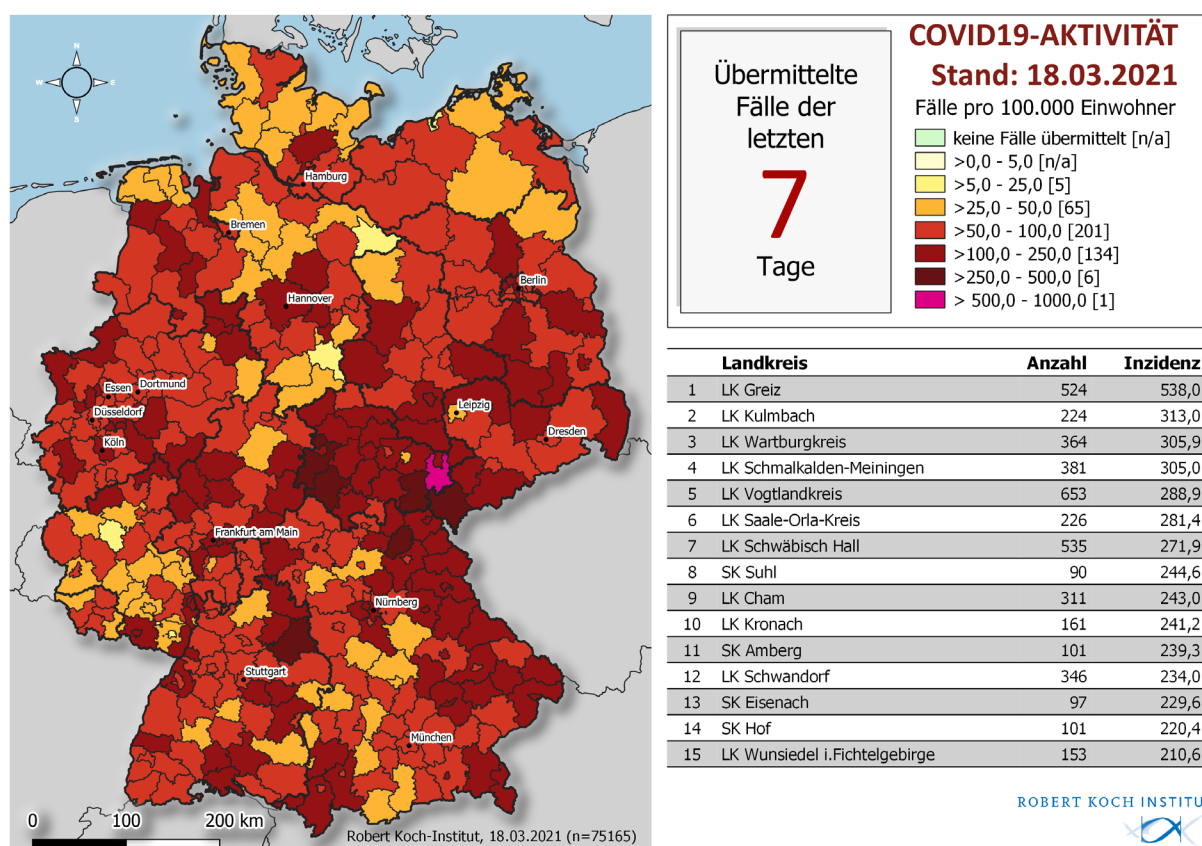 N
W
E
S
Hamburg
Bremen
Berlin
Hannover
Essen
Dortmund
Düsseldorf
Köln
Leipzig
Dresden
Frankfurt am Main
Nürnberg
Stuttgart
München
0 100 200 km
Robert Koch-Institut, 18.03.2021 (n=75165)
Übermittelte
Fälle der
letzten
7
Tage
COVID19-AKTIVITÄT
Stand: 18.03.2021
Fälle pro 100.000 Einwohner
keine Fälle übermittelt [n/a]
>0,0 - 5,0 [n/a]
>5,0 - 25,0 [5]
>25,0 - 50,0 [65]
>50,0 - 100,0 [201]
>100,0 - 250,0 [134]
>250,0 - 500,0 [6]
> 500,0 - 1000,0 [1]
Landkreis Anzahl Inzidenz
1 LK Greiz 524 538,0
2 LK Kulmbach 224 313,0
3 LK Wartburgkreis 364 305,9
4 LK Schmalkalden-Meiningen 381 305,0
5 LK Vogtlandkreis 653 288,9
6 LK Saale-Orla-Kreis 226 281,4
7 LK Schwäbisch Hall 535 271,9
8 SK Suhl 90 244,6
9 LK Cham 311 243,0
10 LK Kronach 161 241,2
11 SK Amberg 101 239,3
12 LK Schwandorf 346 234,0
13 SK Eisenach 97 229,6
14 SK Hof 101 220,4
15 LK Wunsiedel i.Fichtelgebirge 153 210,6
ROBERT KOCH INSTITU